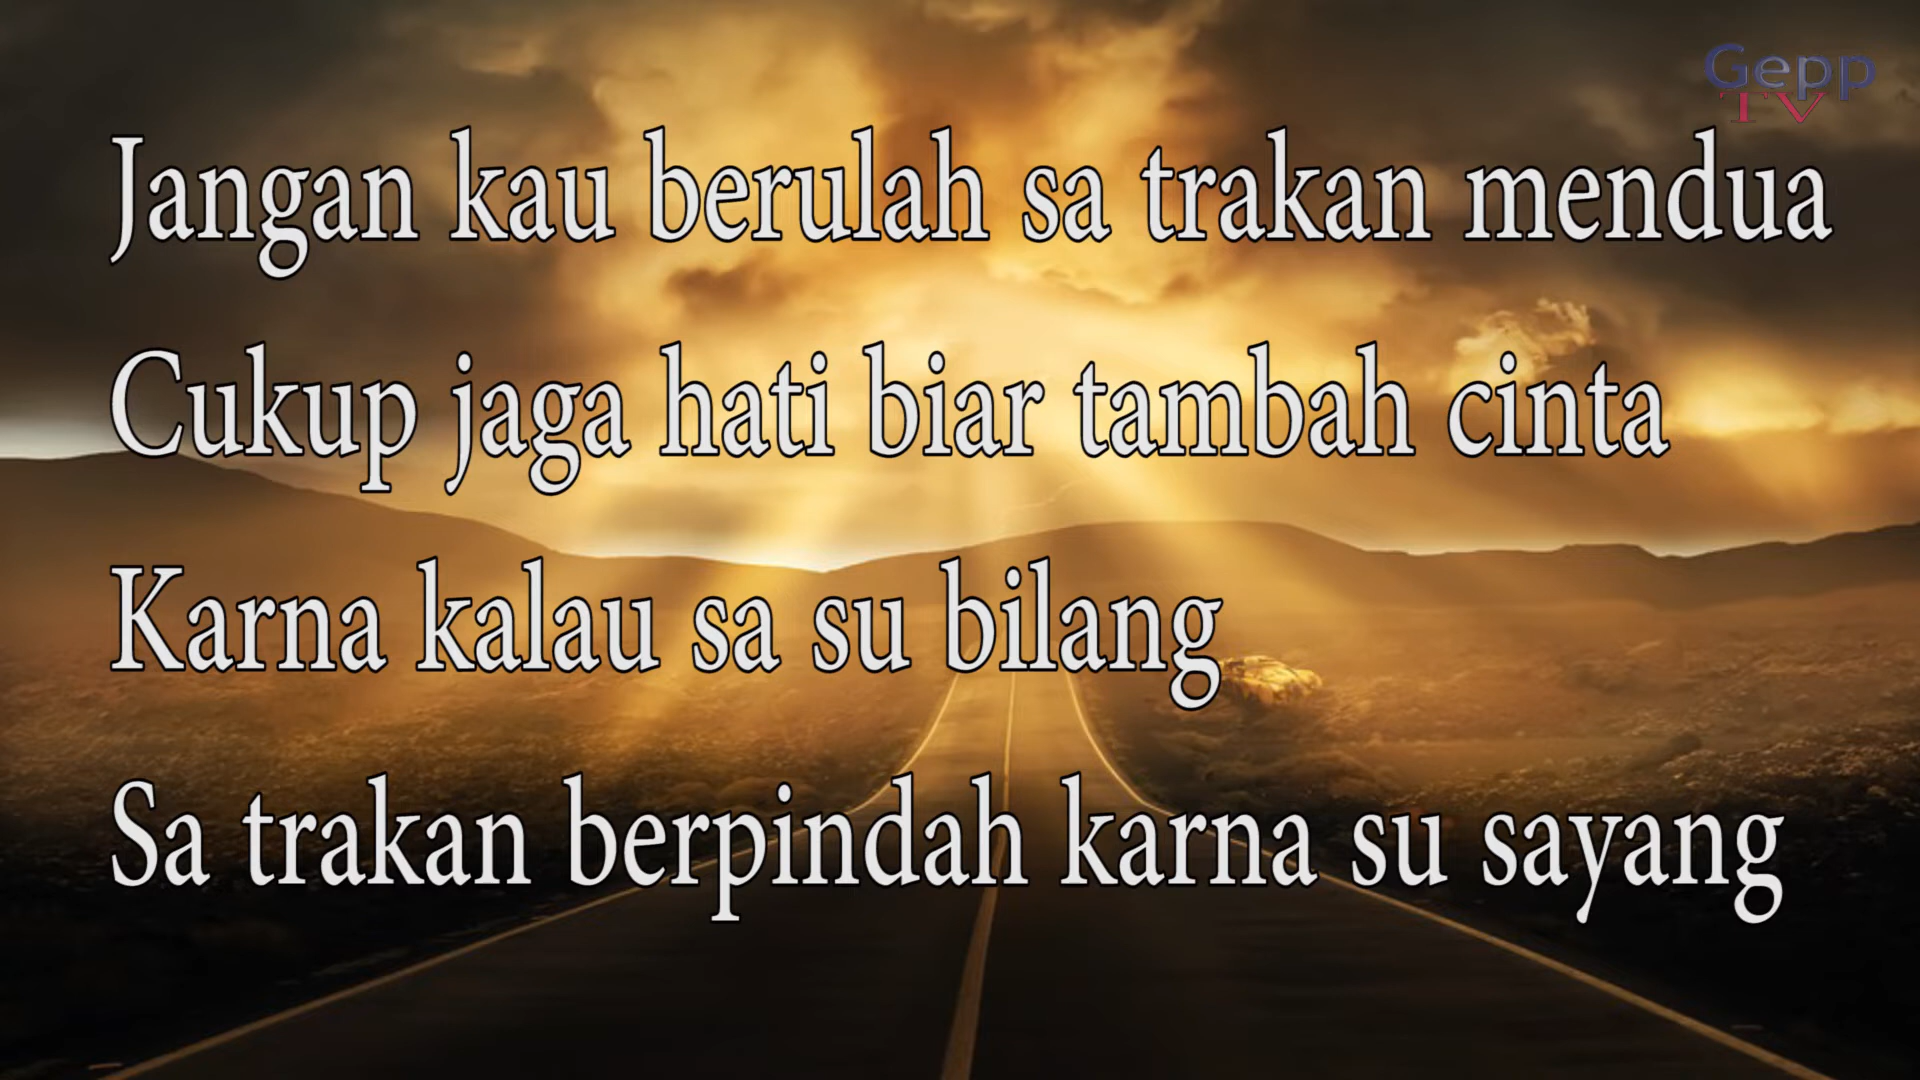 Gepp
TV
Jangan kau berulah sa trakan mendua
Cukup jaga hati biar tambah cinta
Karna kalau sa su bilang
Sa trakan berpindah karna su sayang